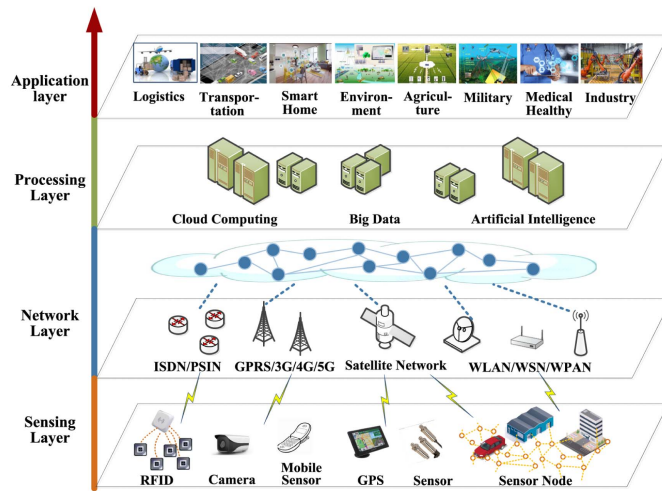 Application
layer
Logistics
Transpor-
tation
Smart
Home
Environ-
ment
Agricul-
ture
Military
Medical
Healthy
Industry
Processing
Layer
Cloud Computing
Big Data
Artificial Intelligence
Network
Layer
ISDN/PSIN
GPRS/3G/4G/5G
Satellite Network
WLAN/WSN/WPAN
Sensing
Layer
RFID
Camera
Mobile
Sensor
GPS
Sensor
Sensor Node